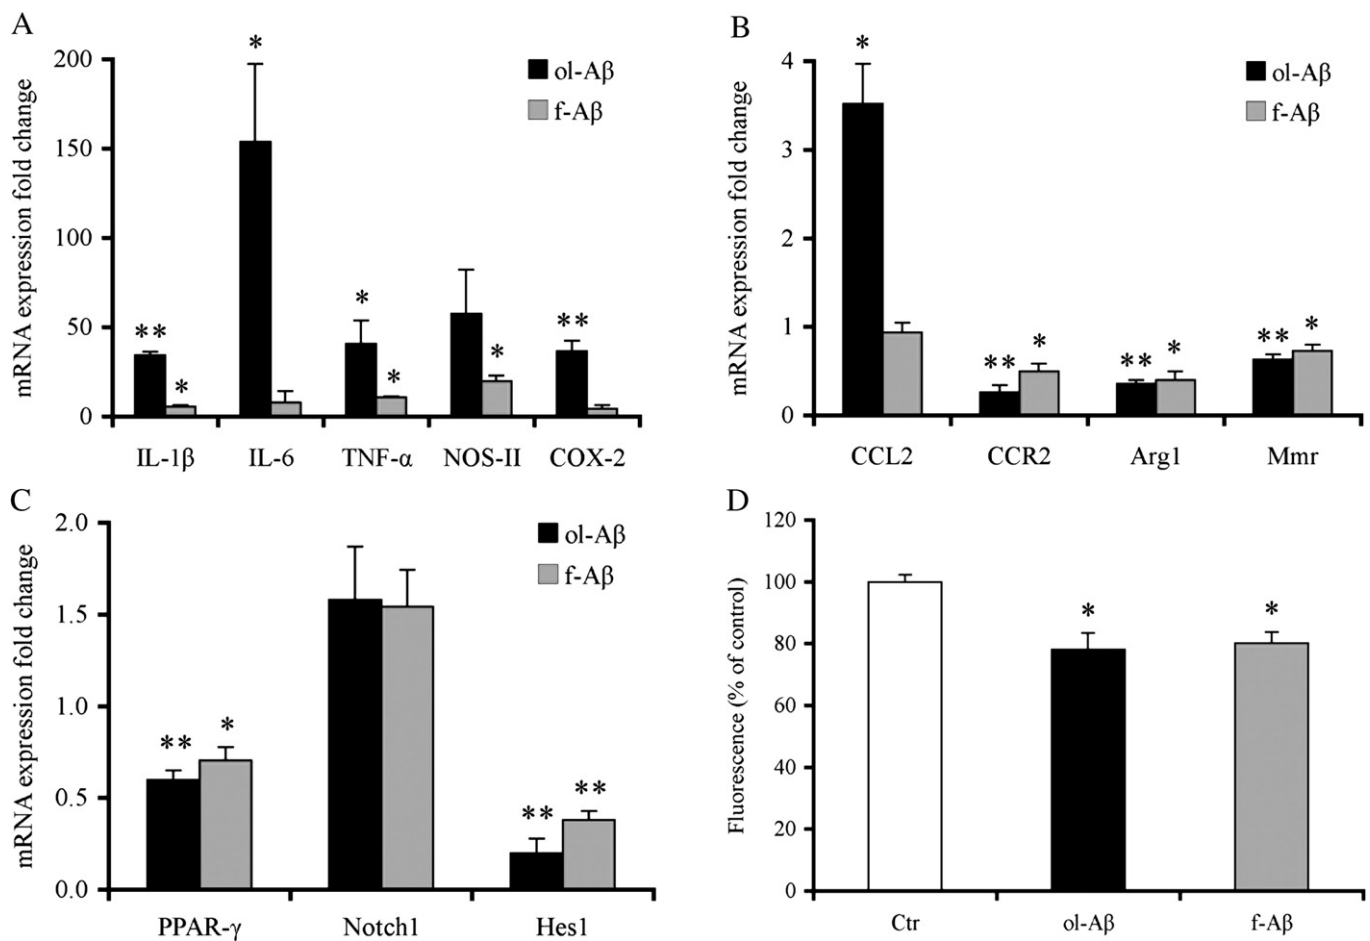 A
mRNA expression fold change
200
150
100
50
0
*
**
*
*
*
*
*
**
ol-Aβ
f-Aβ
IL-1β IL-6 TNF-α NOS-II COX-2
B
mRNA expression fold change
4
3
2
1
0
*
**
*
**
*
**
*
ol-Aβ
f-Aβ
CCL2 CCR2 Arg1 Mmr
C
mRNA expression fold change
2.0
1.5
1.0
0.5
0.0
**
*
**
**
ol-Aβ
f-Aβ
PPAR-γ Notch1 Hes1
D
Fluorescence (% of control)
120
100
80
60
40
20
0
*
*
Ctr ol-Aβ f-Aβ